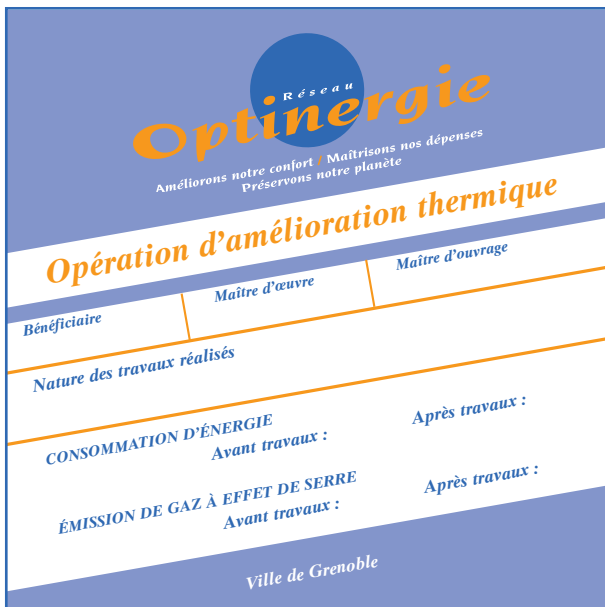 Réseau
Optinergie
Améliorons notre confort / Maîtrisons nos dépenses
Préservons notre planète
Opération d'amélioration thermique
Bénéficiaire
Maître d'œuvre
Maître d'ouvrage
Nature des travaux réalisés
CONSOMMATION D'ÉNERGIE
Avant travaux :
Après travaux :
ÉMISSION DE GAZ À EFFET DE SERRE
Avant travaux :
Après travaux :
Ville de Grenoble